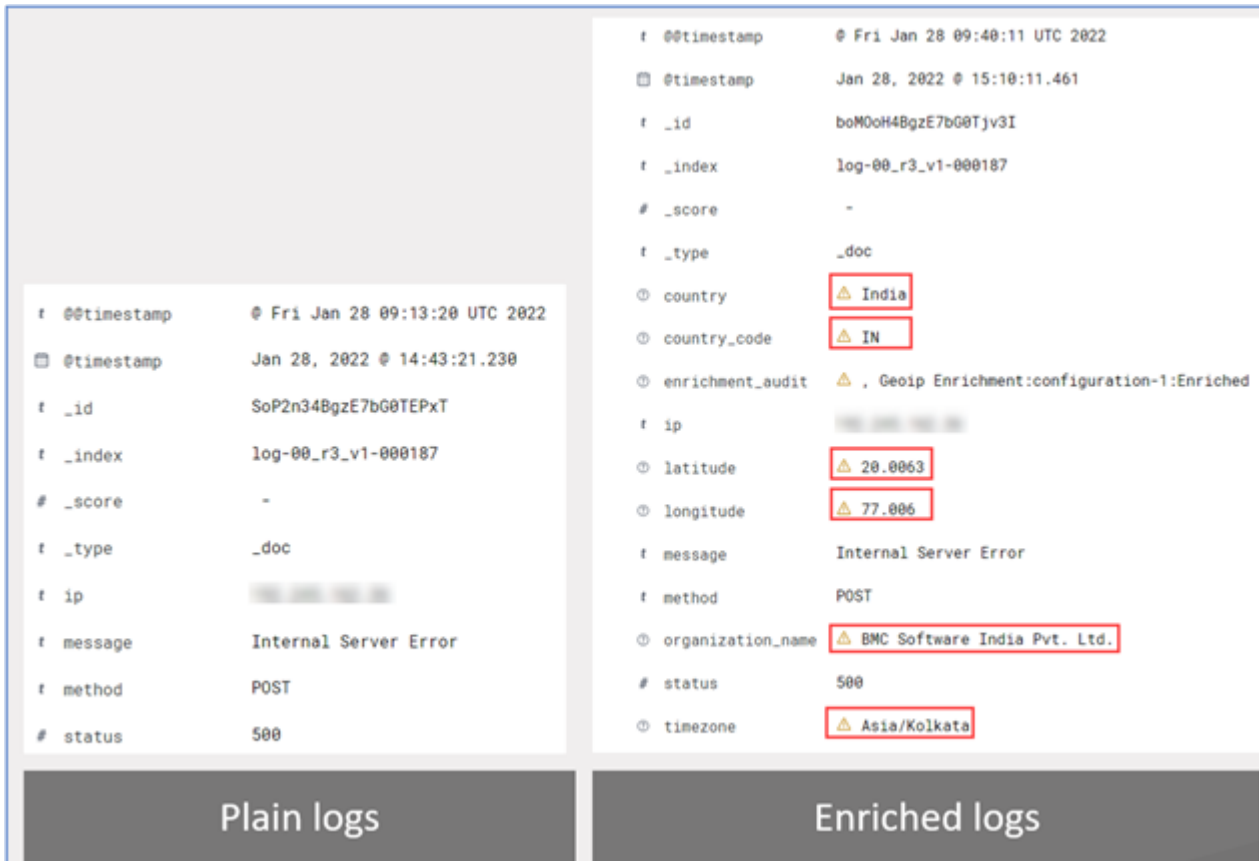 t @@timestamp @ Fri Jan 28 09:13:20 UTC 2022
@timestamp Jan 28, 2022 @ 14:43:21.230
t _id SoP2n34BgzE7bG0TEPxT
t _index log-00_r3_v1-000187
# _score -
t _type _doc
t ip
t message Internal Server Error
t method POST
# status 500
Plain logs
t @@timestamp @ Fri Jan 28 09:40:11 UTC 2022
@timestamp Jan 28, 2022 @ 15:10:11.461
t _id boMOoH4BgzE7bG0Tjv3I
t _index log-00_r3_v1-000187
# _score -
t _type _doc
country India
country_code IN
enrichment_audit , Geoip Enrichment:configuration-1:Enriched
t ip
latitude 20.0063
longitude 77.006
t message Internal Server Error
t method POST
organization_name BMC Software India Pvt. Ltd.
# status 500
timezone Asia/Kolkata
Enriched logs